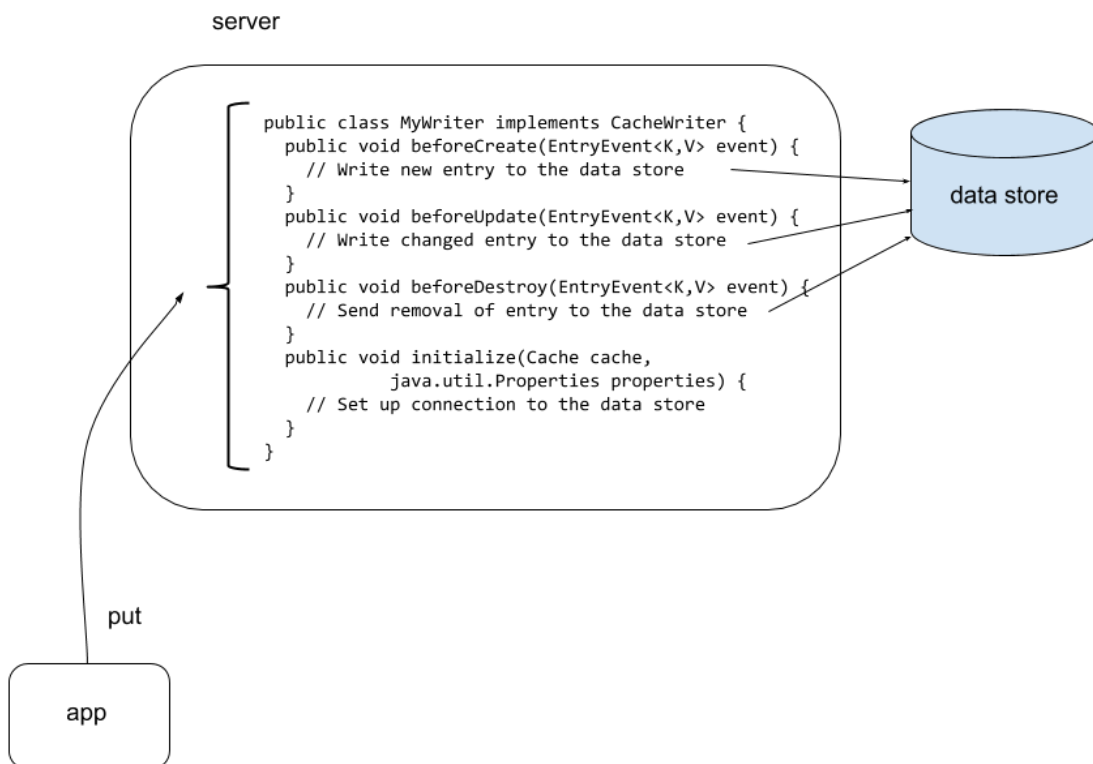 server
public class MyWriter implements CacheWriter {
  public void beforeCreate(EntryEvent<K,V> event) {
    // Write new entry to the data store
  }
  public void beforeUpdate(EntryEvent<K,V> event) {
    // Write changed entry to the data store
  }
  public void beforeDestroy(EntryEvent<K,V> event) {
    // Send removal of entry to the data store
  }
  public void initialize(Cache cache,
            java.util.Properties properties) {
    // Set up connection to the data store
  }
}
data store
put
app